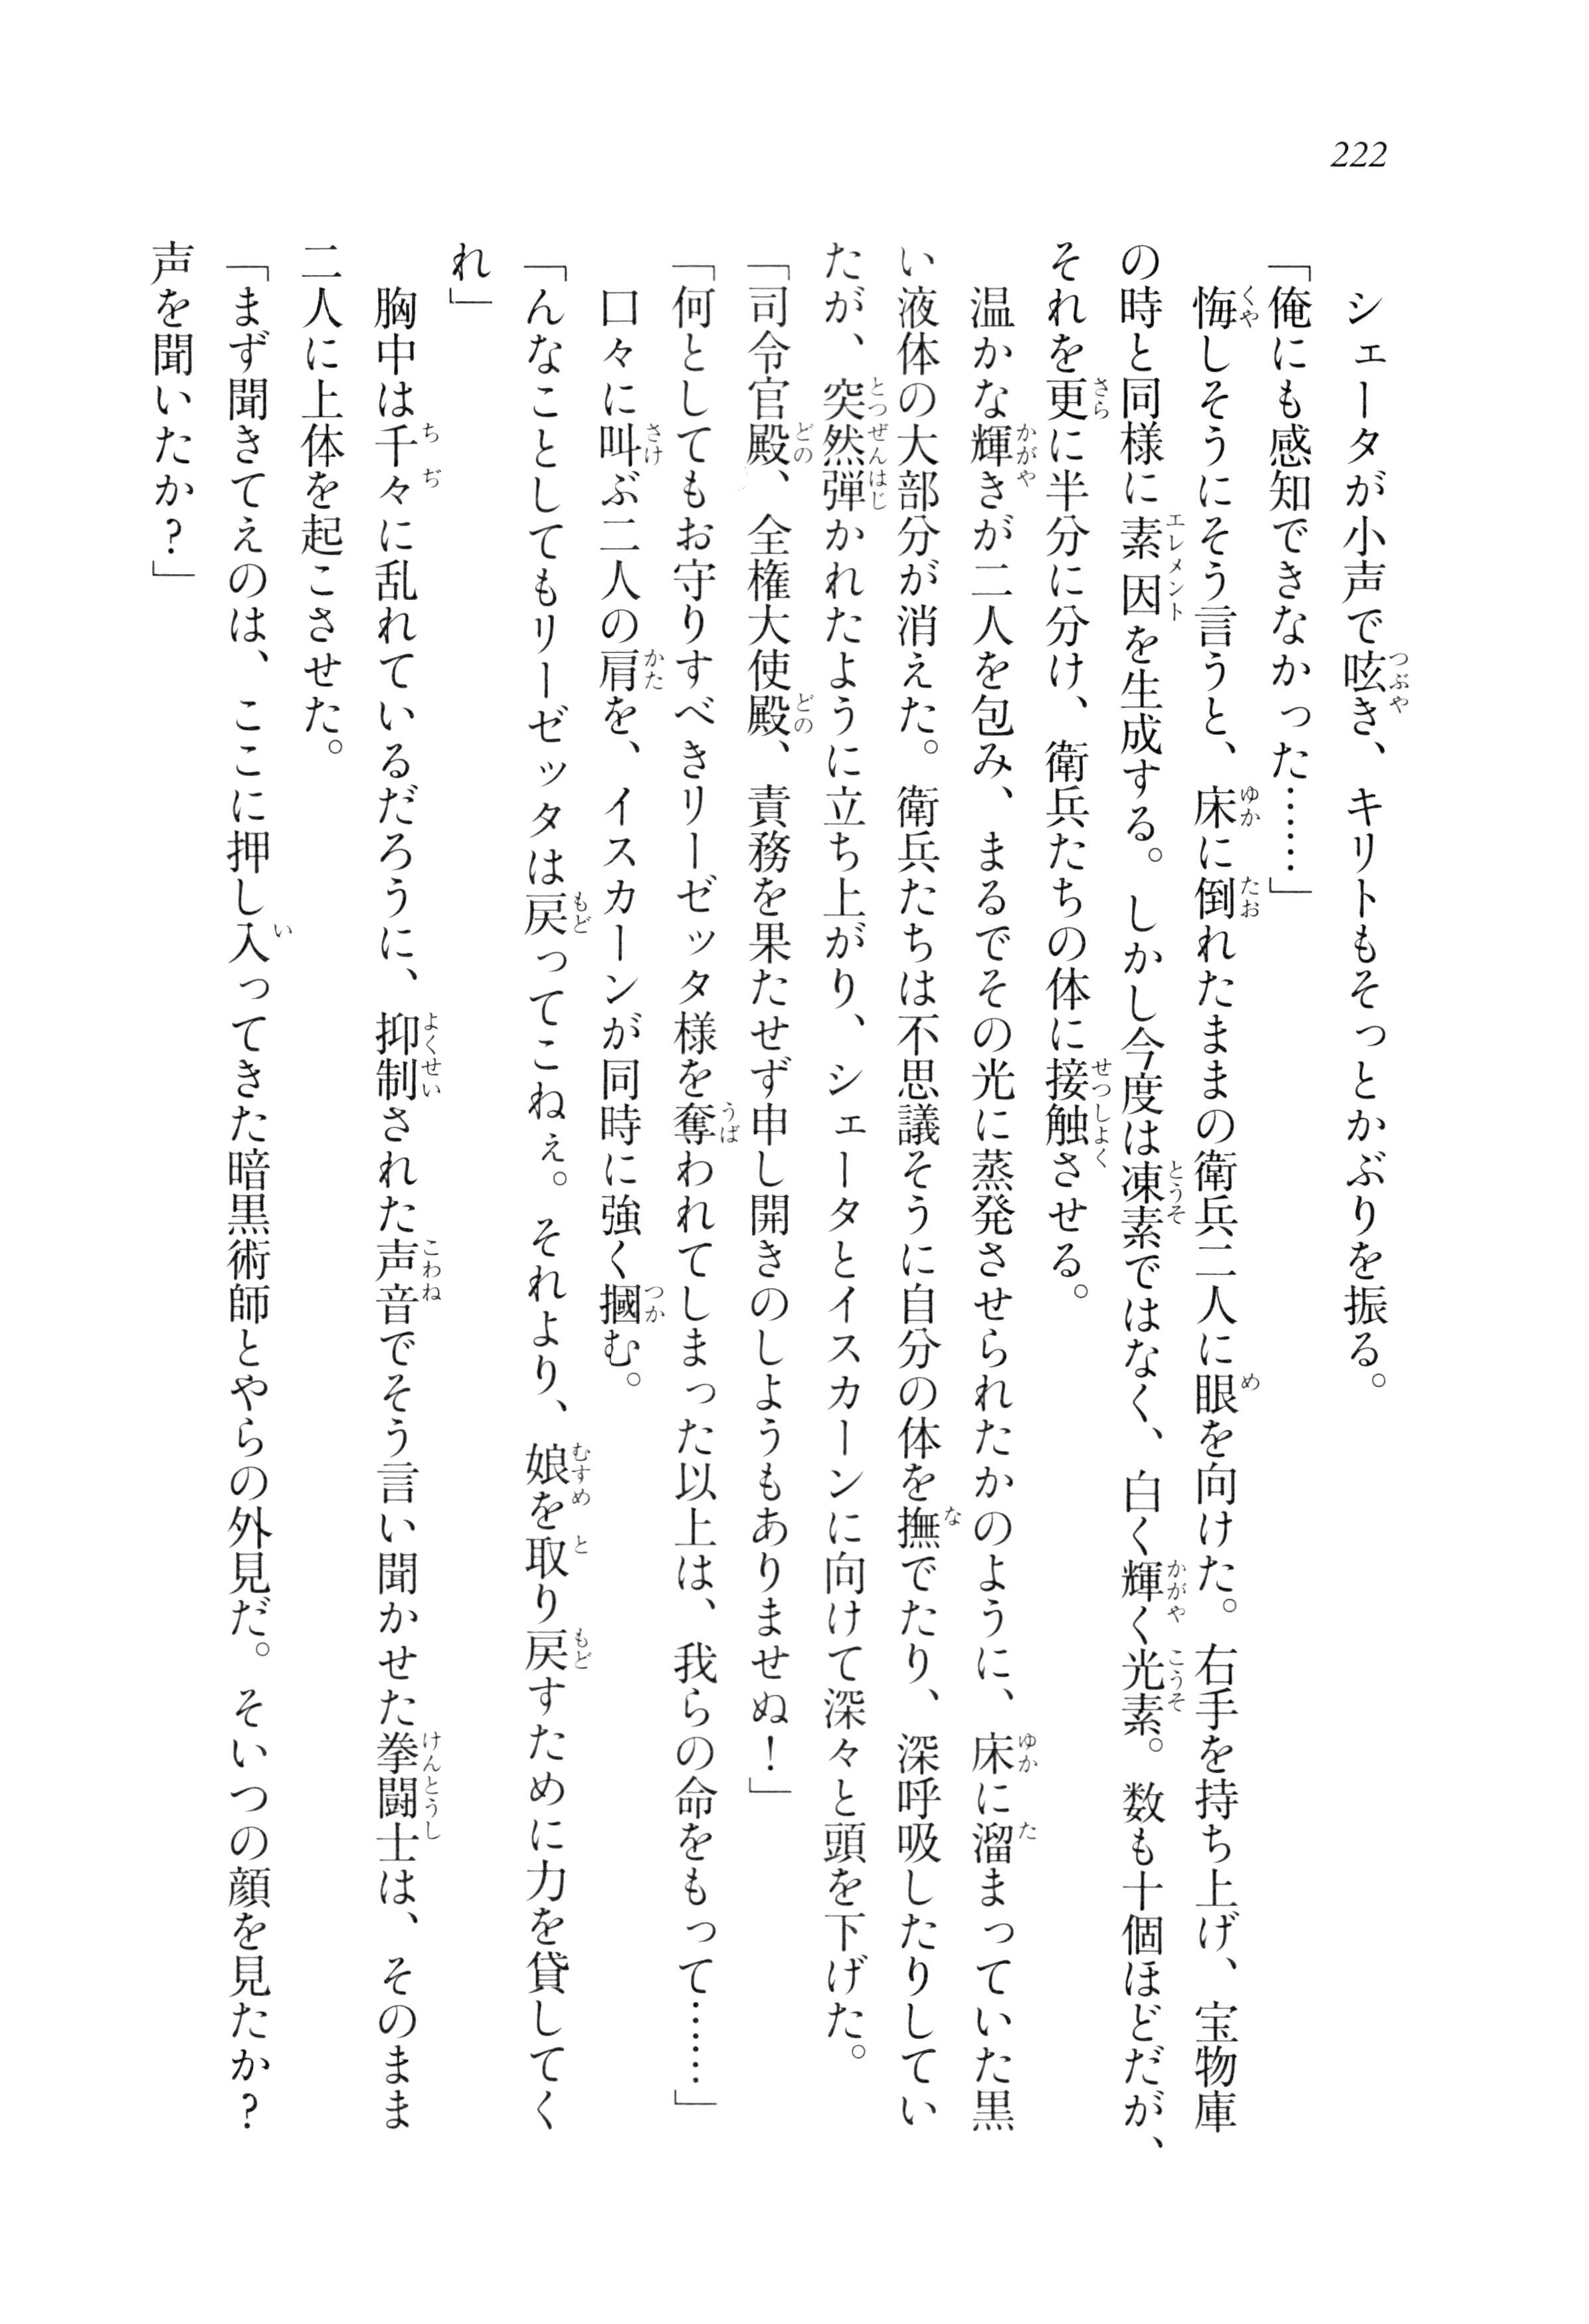 222
シェータが小声で呟き、キリトもそっとかぶりを振る。
「俺にも感知できなかった……」
悔しそうにそう言うと、床に倒れたままの衛兵二人に眼を向けた。右手を持ち上げ、宝物庫
の時と同様に素因を生成する。しかし今度は凍素ではなく、白く輝く光素。数も十個ほどだが、
それを更に半分に分け、衛兵たちの体に接触させる。
温かな輝きが二人を包み、まるでその光に蒸発させられたかのように、床に溜まっていた黒
い液体の大部分が消えた。衛兵たちは不思議そうに自分の体を撫でたり、深呼吸したりしてい
たが、突然弾かれたように立ち上がり、シェータとイスカーンに向けて深々と頭を下げた。
「司令官殿、全権大使殿、責務を果たせず申し開きのしようもありませぬ！」
「何としてもお守りすべきリーゼッタ様を奪われてしまった以上は、我らの命をもって……」
口々に叫ぶ二人の肩を、イスカーンが同時に強く摑む。
「んなことしてもリーゼッタは戻ってこねぇ。それより、娘を取り戻すために力を貸してく
れ」
胸中は千々に乱れているだろうに、抑制された声音でそう言い聞かせた拳闘士は、そのまま
二人に上体を起こさせた。
「まず聞きてえのは、ここに押し入ってきた暗黒術師とやらの外見だ。そいつの顔を見たか？
声を聞いたか？」